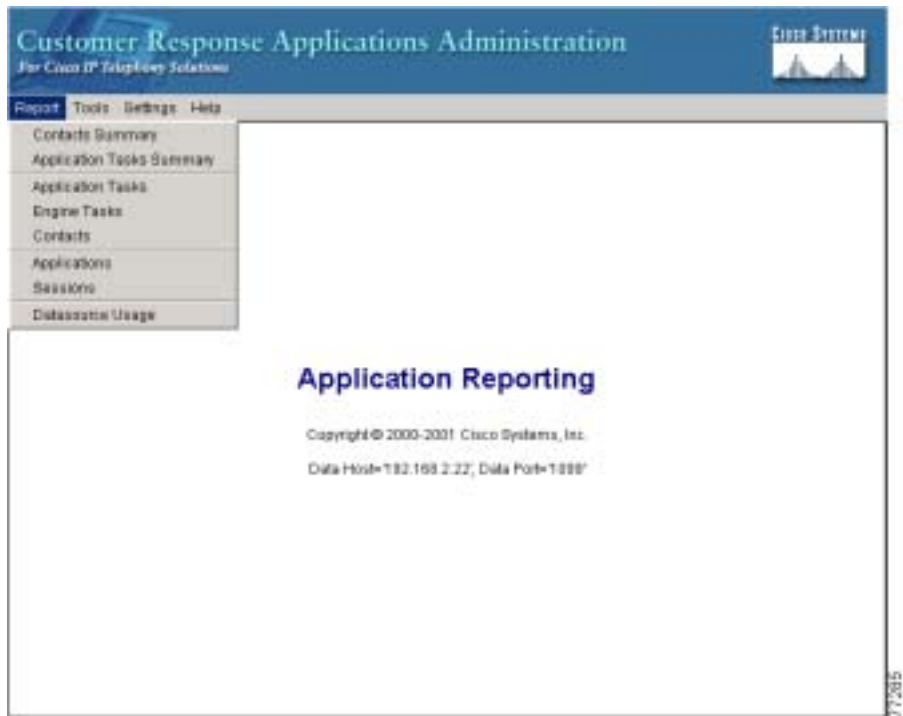 Customer Response Applications Administration
For Cisco IP Telephony Solutions
CISCO SYSTEMS
Report Tools Settings Help
Contacts Summary
Application Tasks Summary
Application Tasks
Engine Tasks
Contacts
Applications
Sessions
Datasource Usage
Application Reporting
Copyright © 2000-2001 Cisco Systems, Inc.
Data Host='192.168.2.22', Data Port=
77285